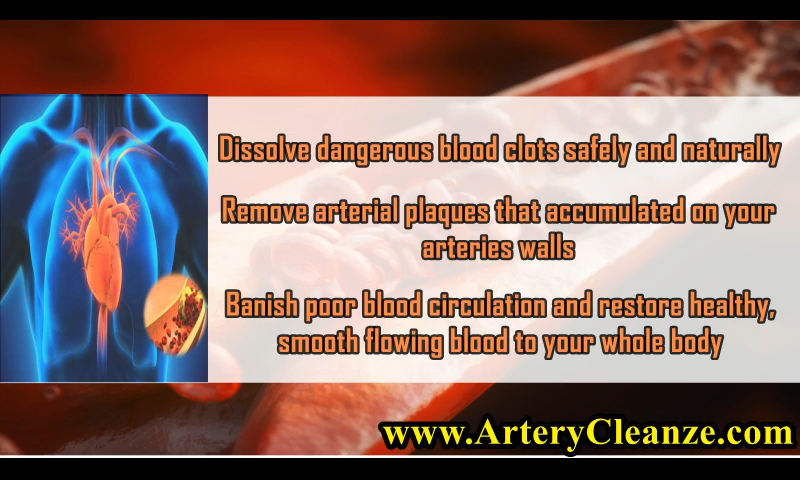 Dissolve dangerous blood clots safely and naturally
Remove arterial plaques that accumulated on your
arteries walls
Banish poor blood circulation and restore healthy,
smooth flowing blood to your whole body
www.ArteryCleanze.com